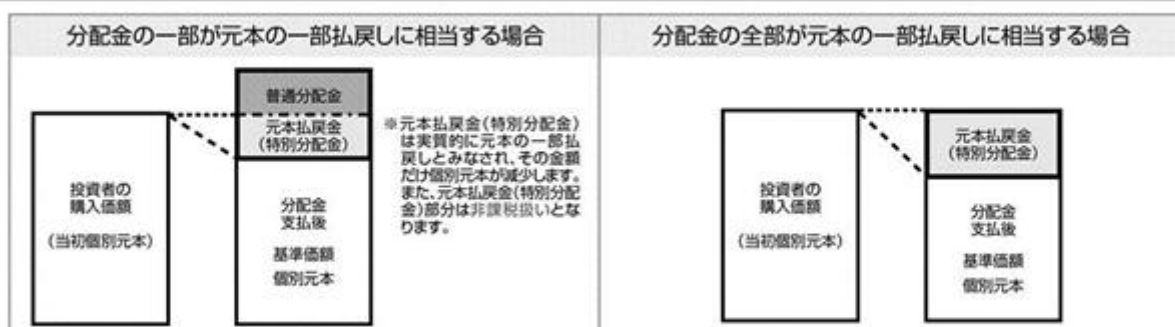 分配金の一部が元本の一部払戻しに相当する場合
普通分配金
元本払戻金
(特別分配金)
投資者の
購入価額
(当初個別元本)
分配金
支払後
基準価額
個別元本
※元本払戻金(特別分配金)
は実質的に元本の一部払
戻しとみなされ、その金額
だけ個別元本が減少します。
また、元本払戻金(特別分配
金)部分は非課税扱いとな
ります。
分配金の全部が元本の一部払戻しに相当する場合
元本払戻金
(特別分配金)
投資者の
購入価額
(当初個別元本)
分配金
支払後
基準価額
個別元本